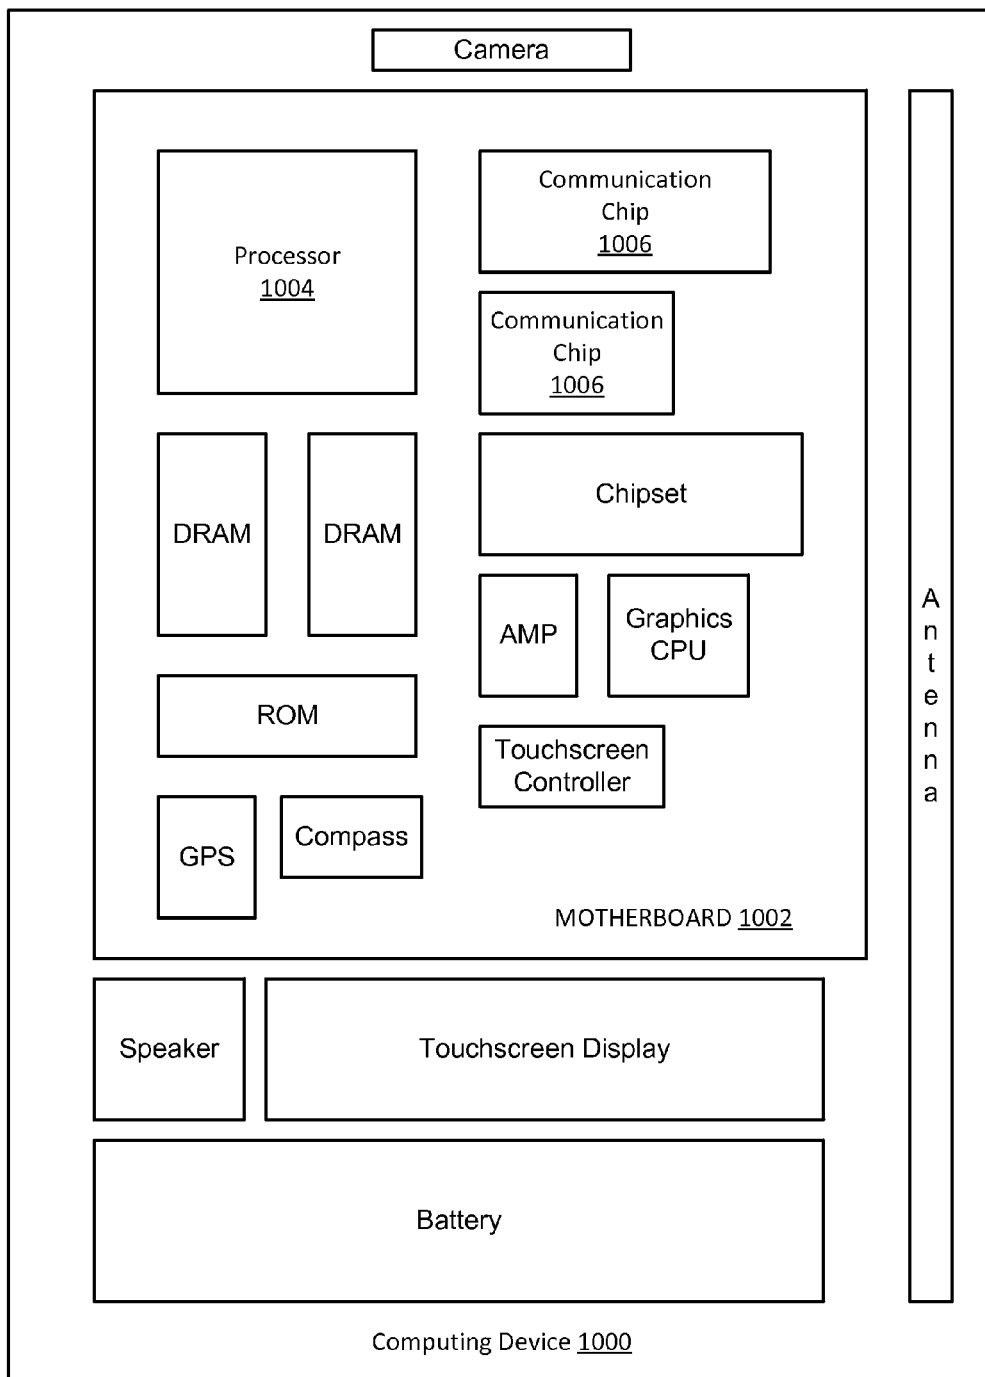 Camera
Processor
1004
Communication
Chip
1006
Communication
Chip
1006
DRAM
DRAM
Chipset
AMP
Graphics
CPU
ROM
Touchscreen
Controller
GPS
Compass
MOTHERBOARD 1002
Antenna
Speaker
Touchscreen Display
Battery
Computing Device 1000